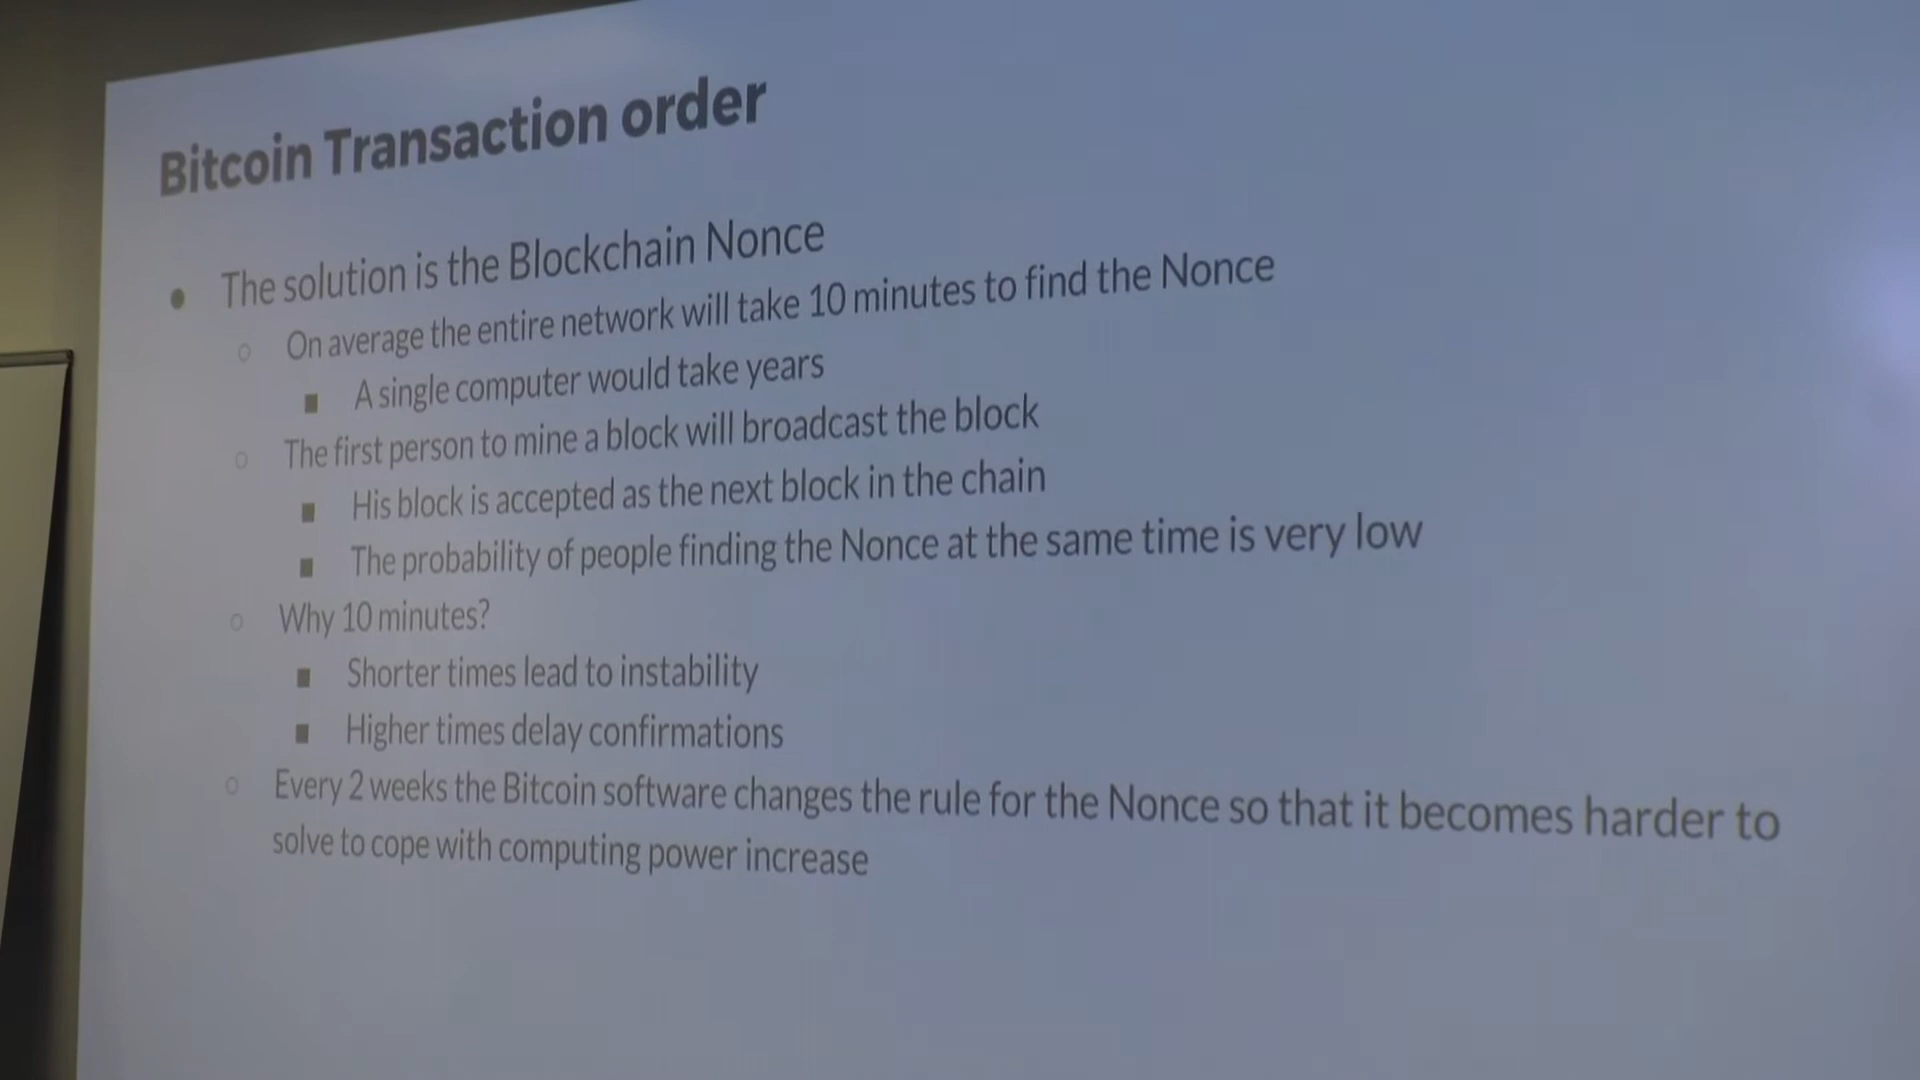 Bitcoin Transaction order
● The solution is the Blockchain Nonce
○ On average the entire network will take 10 minutes to find the Nonce
■ A single computer would take years
○ The first person to mine a block will broadcast the block
■ His block is accepted as the next block in the chain
■ The probability of people finding the Nonce at the same time is very low
○ Why 10 minutes?
■ Shorter times lead to instability
■ Higher times delay confirmations
○ Every 2 weeks the Bitcoin software changes the rule for the Nonce so that it becomes harder to
solve to cope with computing power increase